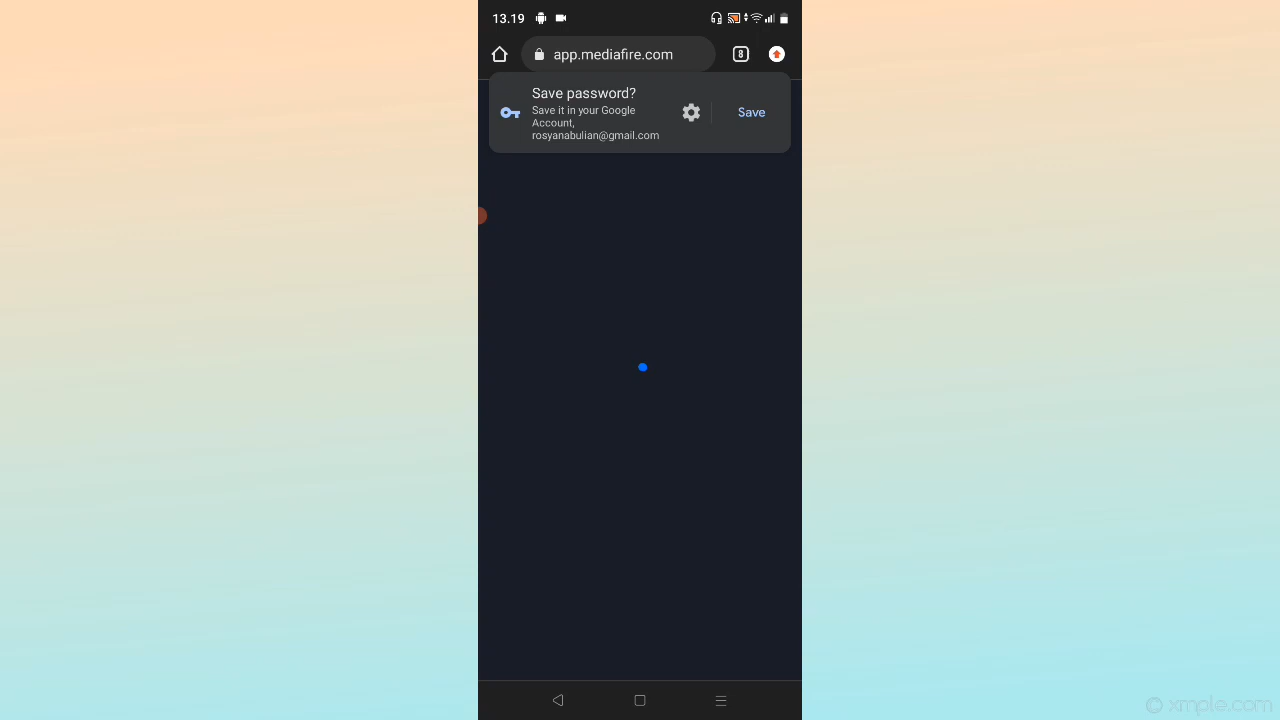 13.19
app.mediafire.com
8
Save password?
Save it in your Google
Account,
rosyanabulian@gmail.com
Save
xmple.com